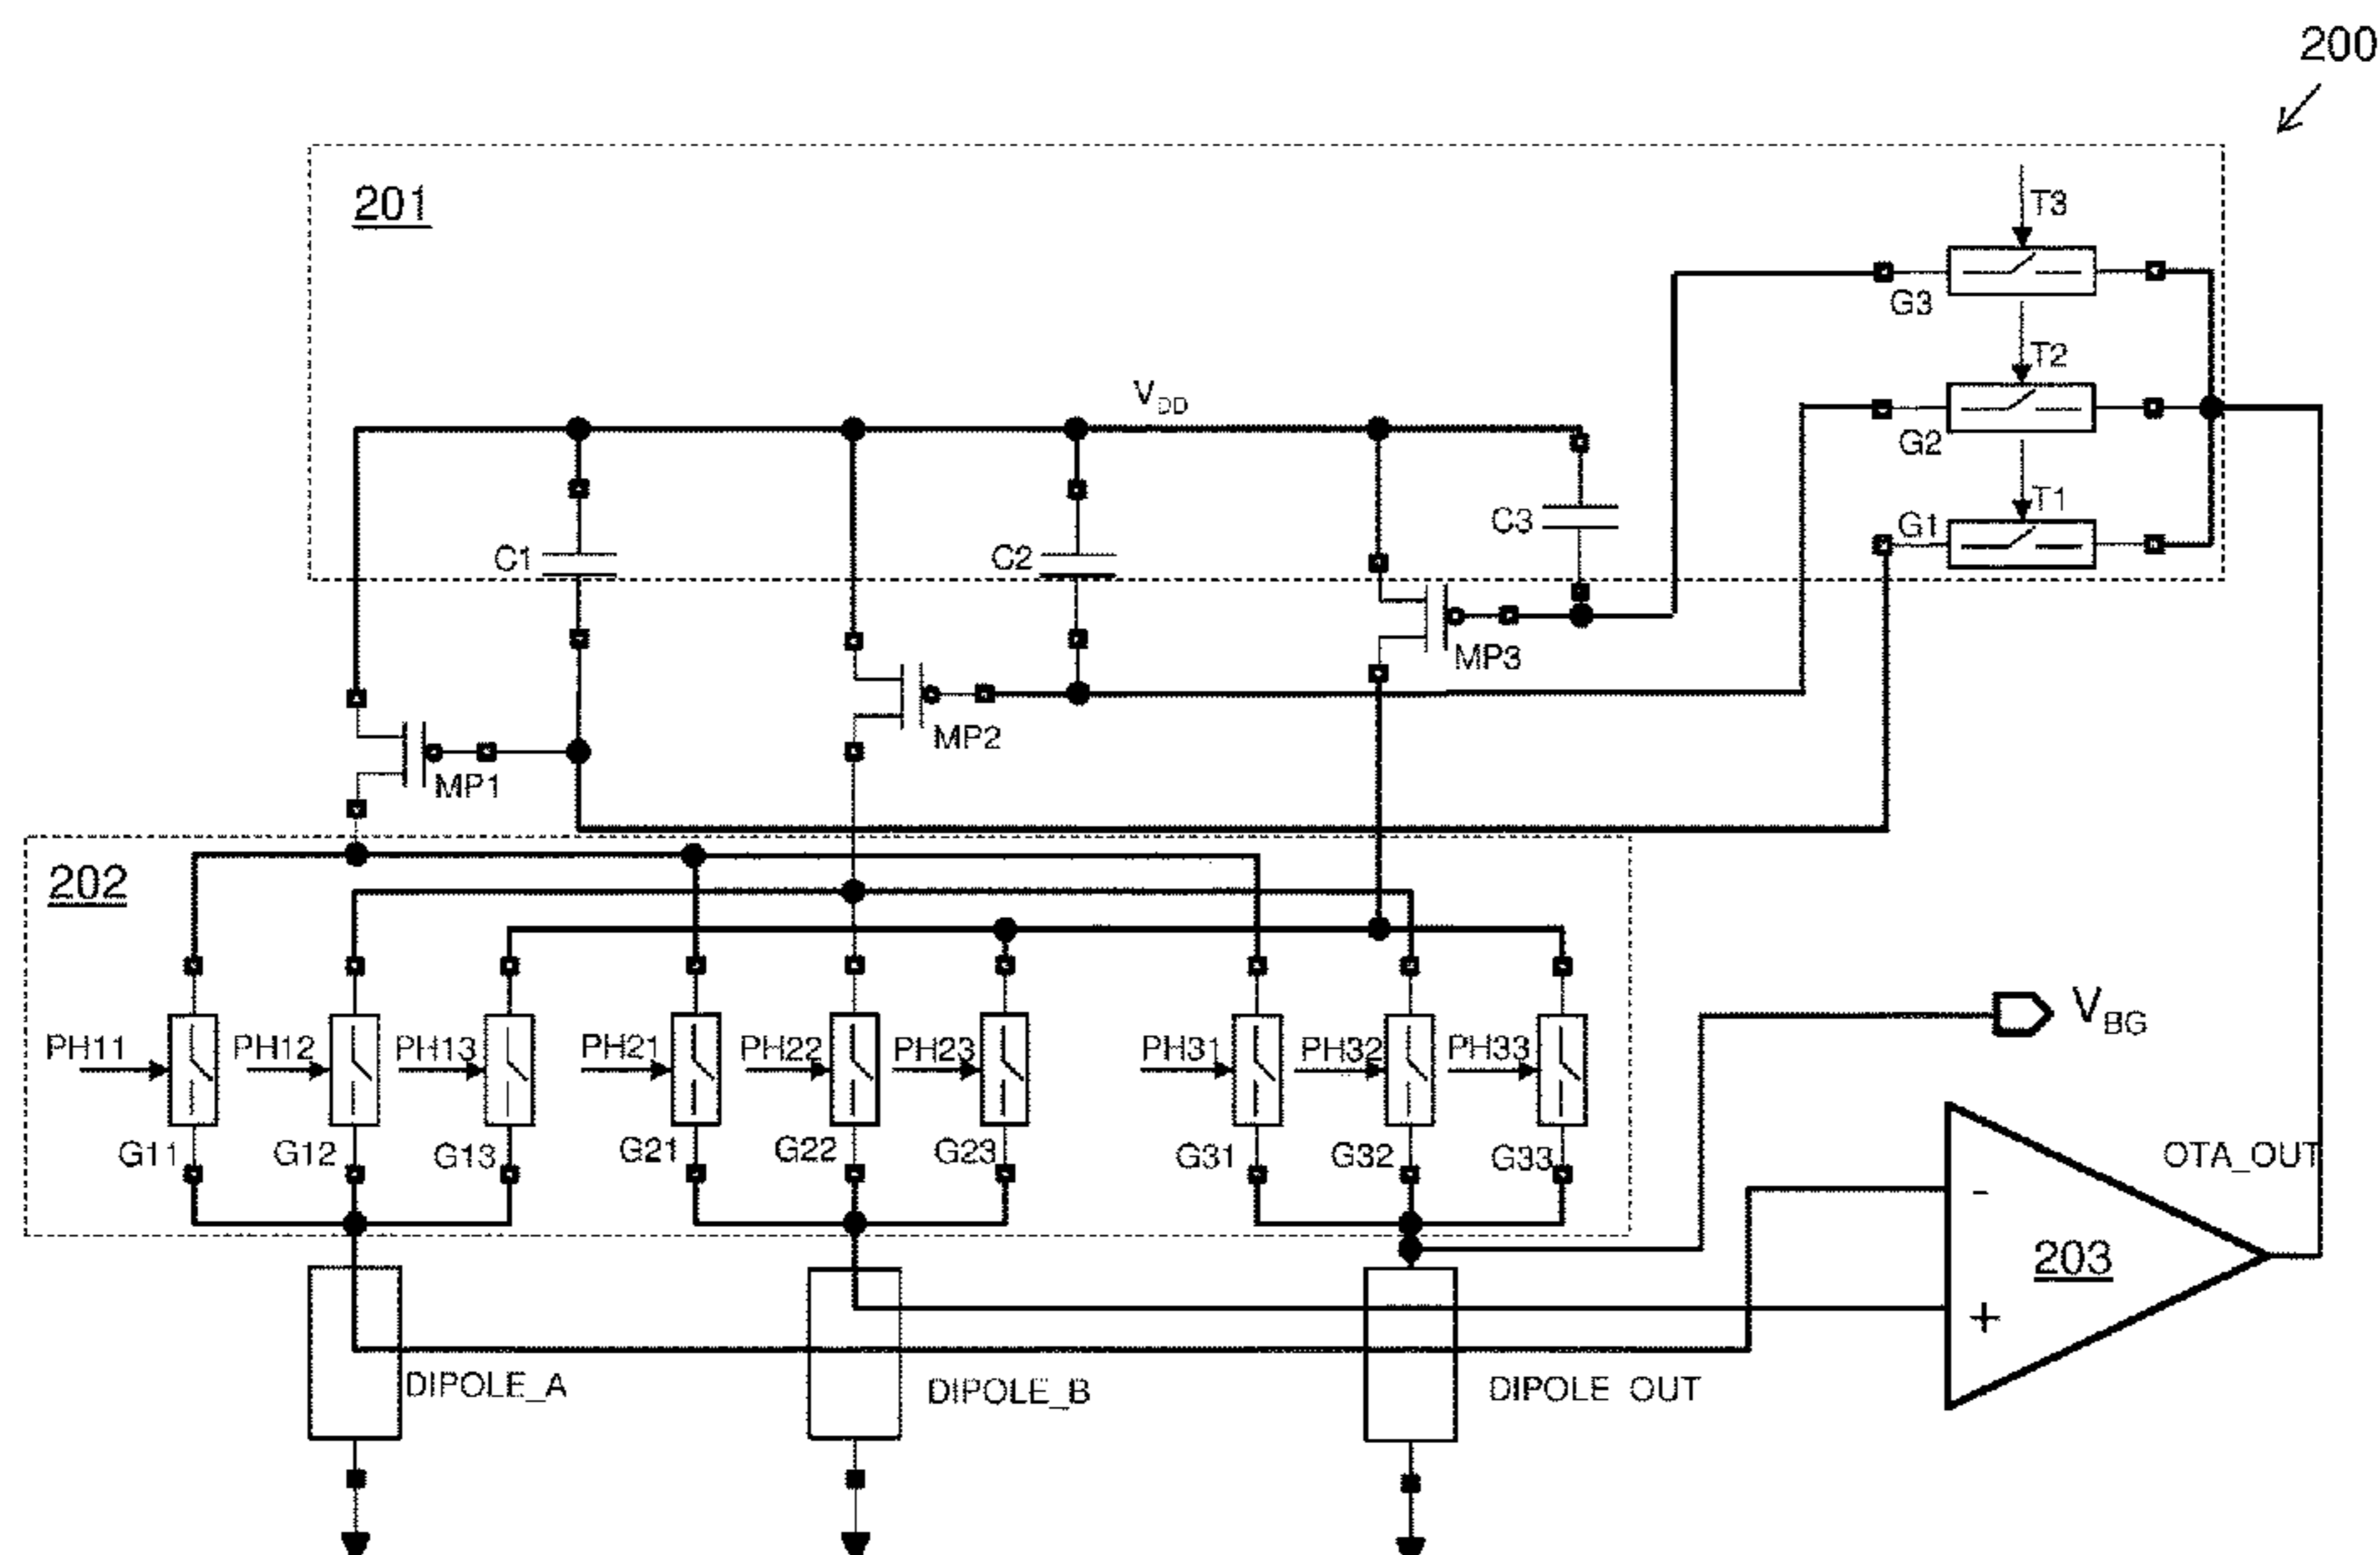 200
201
T3
G3
T2
V_DD
G2
T1
G1
C3
C1
C2
MP3
MP2
MP1
202
PH11 PH12 PH13 PH21 PH22 PH23 PH31 PH32 PH33
V_BG
G11 G12 G13 G21 G22 G23 G31 G32 G33
OTA_OUT
-
203
+
DIPOLE_A
DIPOLE_B
DIPOLE OUT